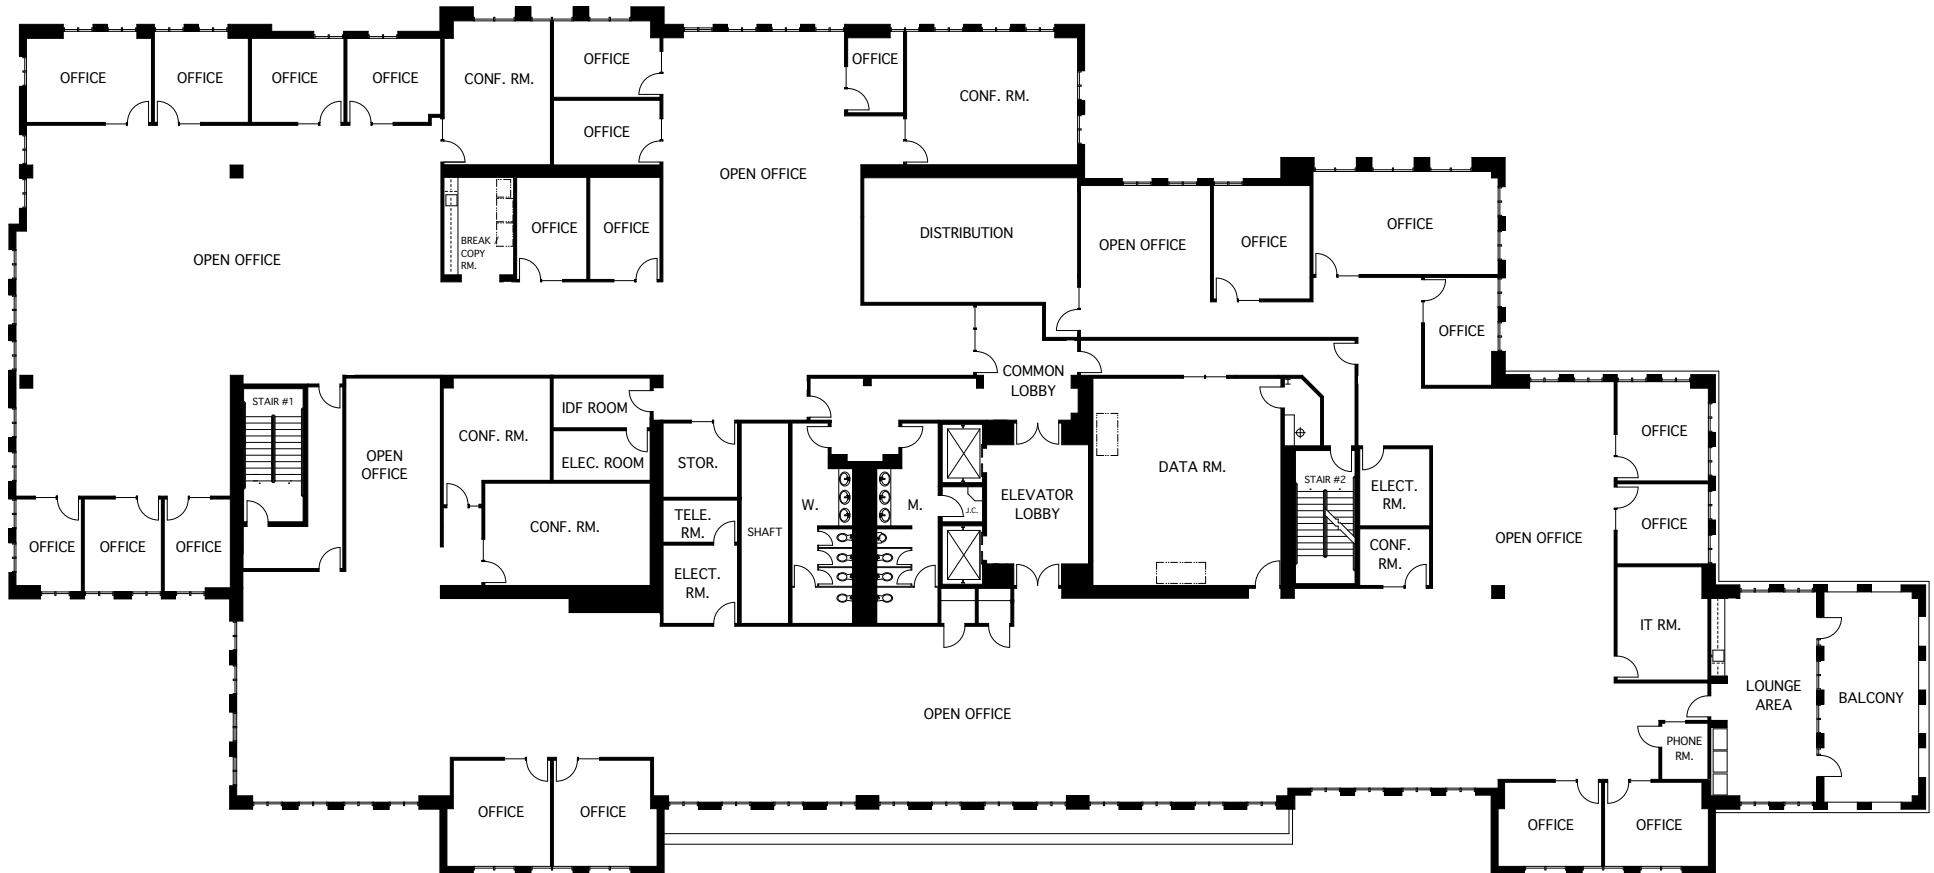 OFFICE
OFFICE
OFFICE
OFFICE
CONF. RM.
OFFICE
OFFICE
OFFICE
CONF. RM.
OPEN OFFICE
OPEN OFFICE
BREAK /
COPY
RM.
OFFICE
OFFICE
DISTRIBUTION
OPEN OFFICE
OFFICE
OFFICE
OFFICE
COMMON
LOBBY
STAIR #1
OPEN
OFFICE
CONF. RM.
IDF ROOM
ELEC. ROOM
CONF. RM.
STOR.
TELE.
RM.
ELECT.
RM.
SHAFT
W.
M.
J.C.
ELEVATOR
LOBBY
DATA RM.
STAIR #2
ELECT.
RM.
CONF.
RM.
OPEN OFFICE
OFFICE
OFFICE
IT RM.
OFFICE
OFFICE
OFFICE
OPEN OFFICE
LOUNGE
AREA
BALCONY
PHONE
RM.
OFFICE
OFFICE
OFFICE
OFFICE